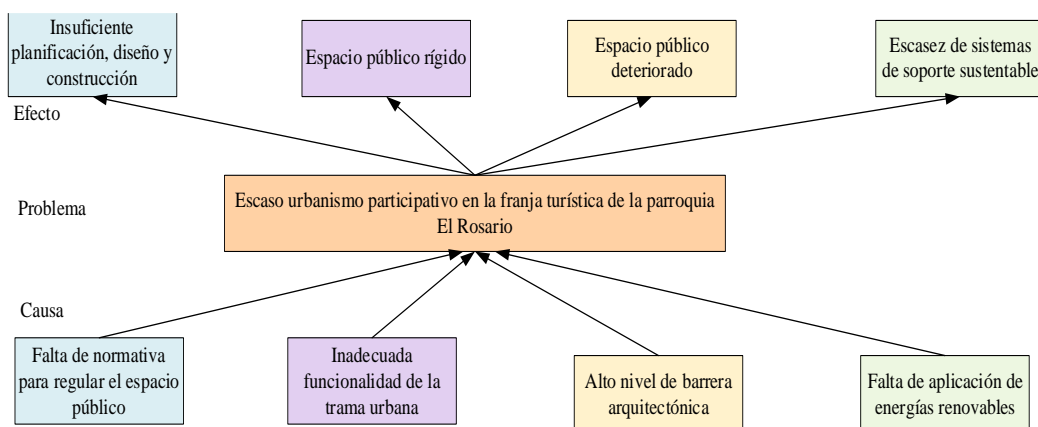 Insuficiente
planificación, diseño y
construcción
Espacio público rígido
Espacio público
deteriorado
Escasez de sistemas
de soporte sustentable
Efecto
Problema
Escaso urbanismo participativo en la franja turística de la parroquia
El Rosario
Causa
Falta de normativa
para regular el espacio
público
Inadecuada
funcionalidad de la
trama urbana
Alto nivel de barrera
arquitectónica
Falta de aplicación de
energías renovables